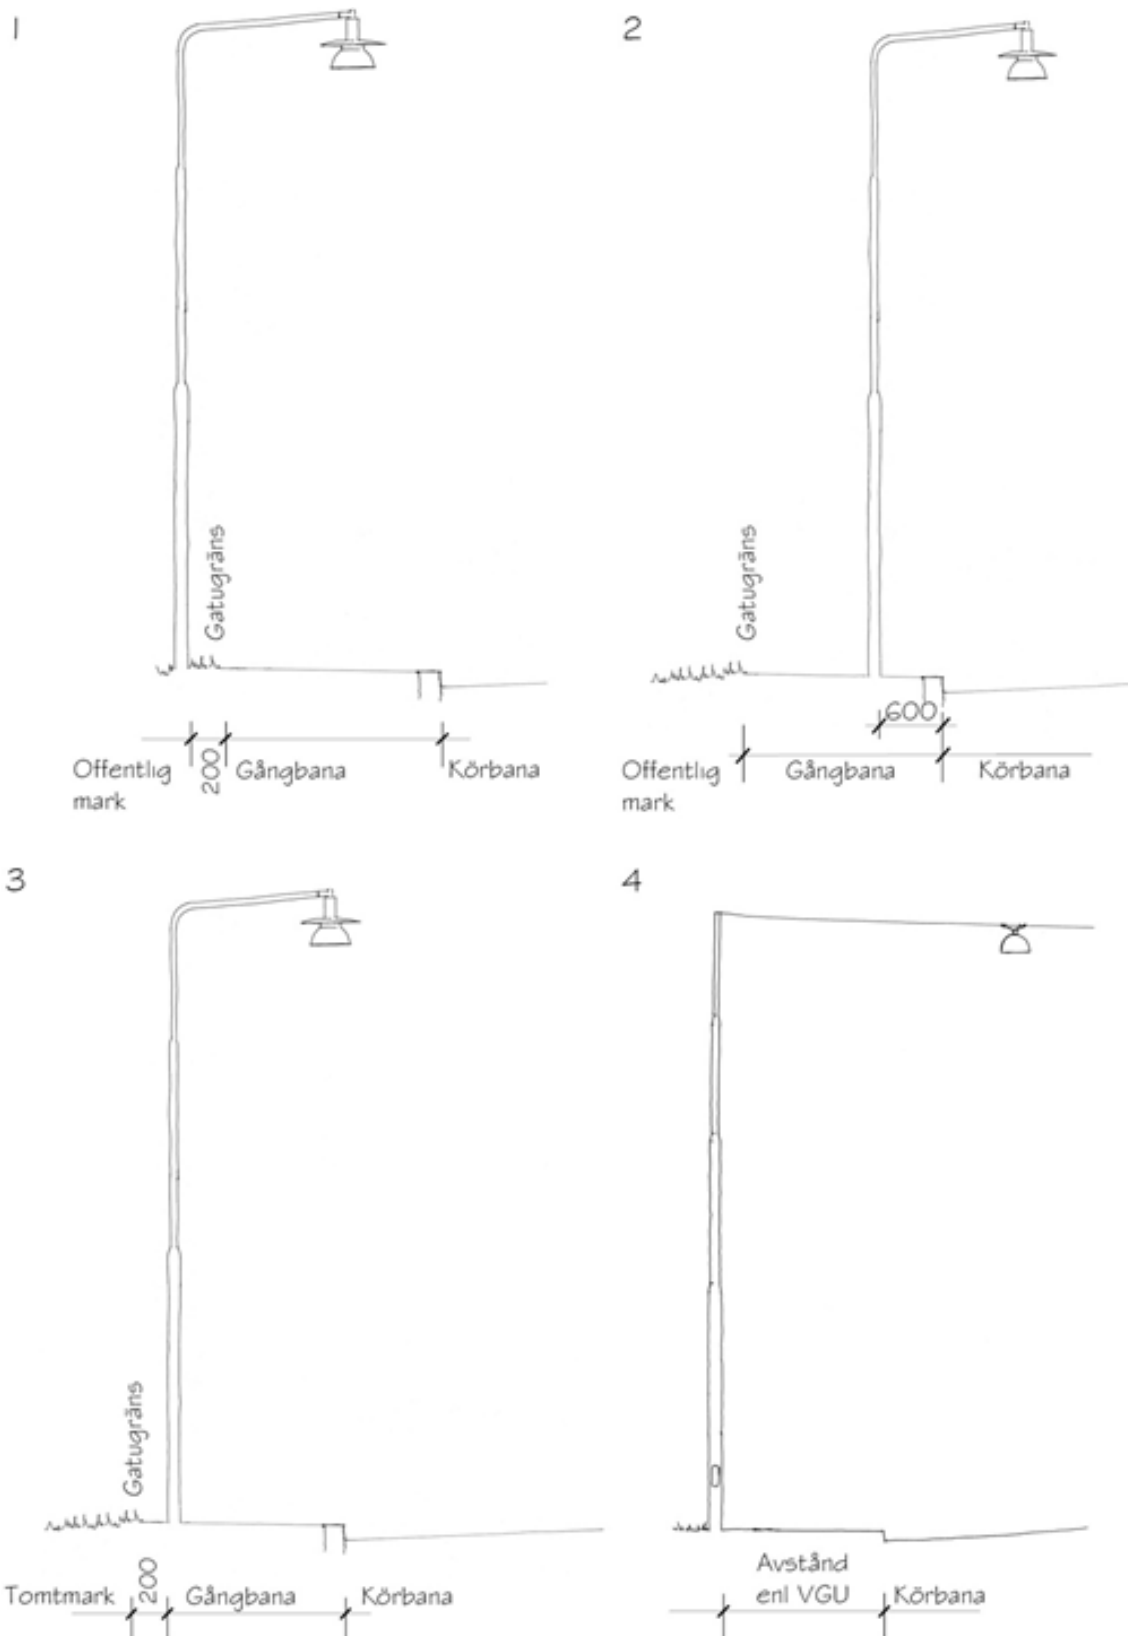 1
Gatugräns
Offentlig
mark
200
Gångbana
Körbana
2
Gatugräns
600
Offentlig
mark
Gångbana
Körbana
3
Gatugräns
Tomtmark
200
Gångbana
Körbana
4
Avstånd
enl VGU
Körbana